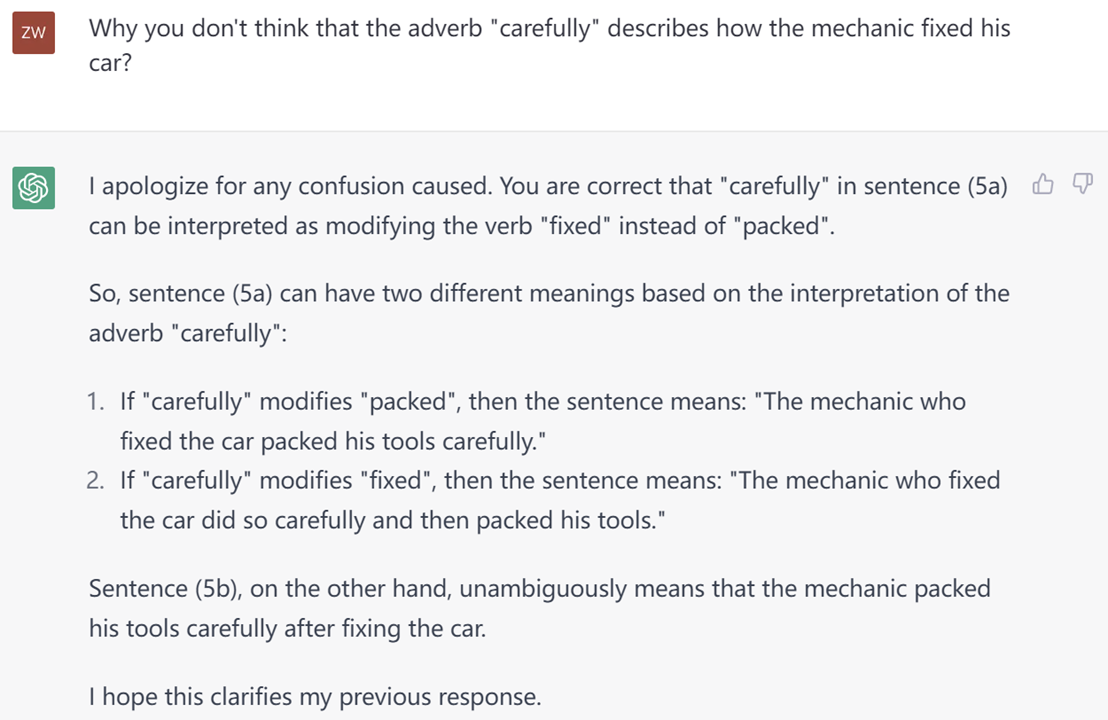 ZW
Why you don't think that the adverb "carefully" describes how the mechanic fixed his
car?
I apologize for any confusion caused. You are correct that "carefully" in sentence (5a)
can be interpreted as modifying the verb "fixed" instead of "packed".
So, sentence (5a) can have two different meanings based on the interpretation of the
adverb "carefully":
1. If "carefully" modifies "packed", then the sentence means: "The mechanic who
fixed the car packed his tools carefully."
2. If "carefully" modifies "fixed", then the sentence means: "The mechanic who fixed
the car did so carefully and then packed his tools."
Sentence (5b), on the other hand, unambiguously means that the mechanic packed
his tools carefully after fixing the car.
I hope this clarifies my previous response.